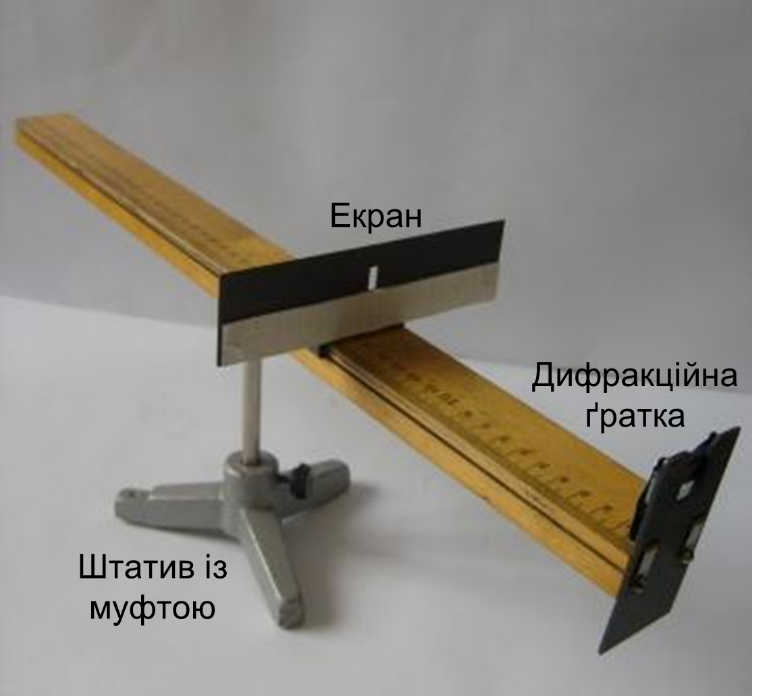 Екран
Дифракційна
ґратка
Штатив із
муфтою